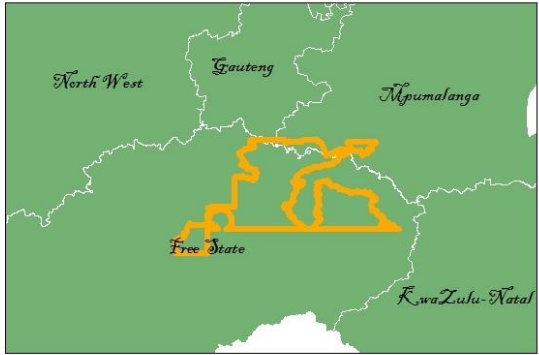 Gauteng
North West
Mpumalanga
Free State
KwaZulu-Natal